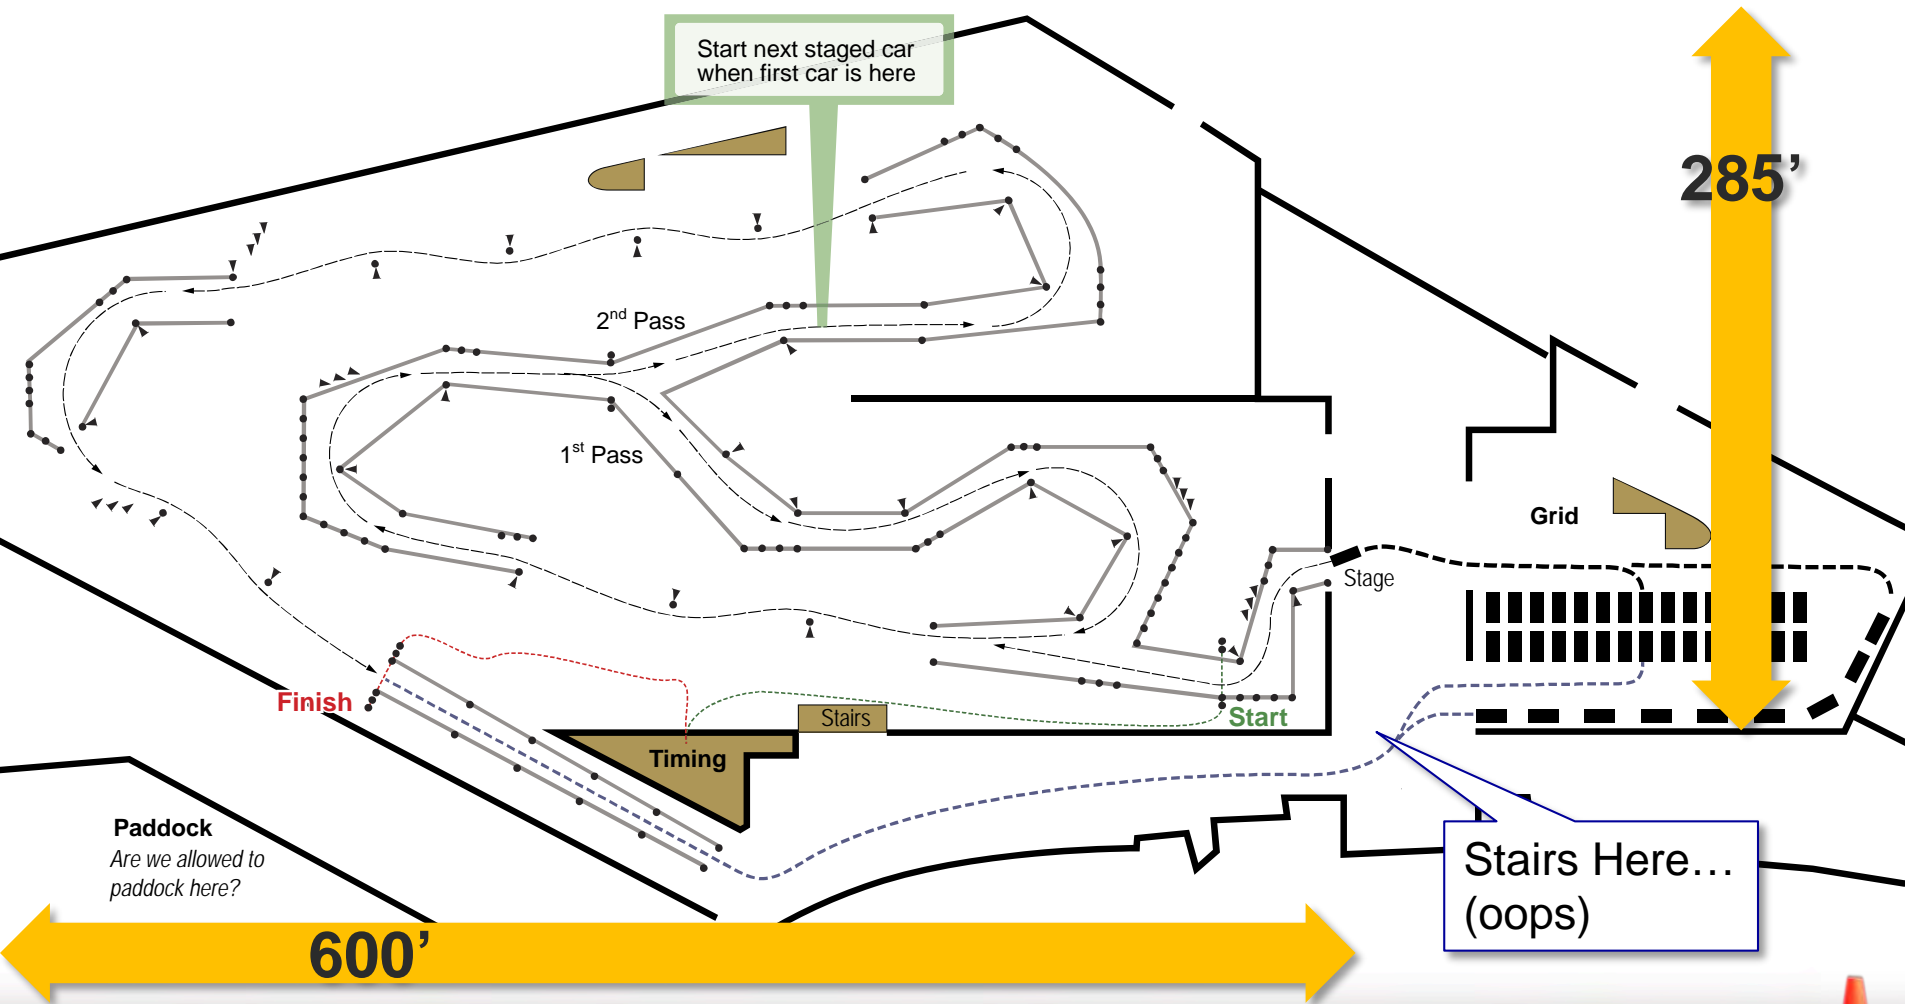 Start next staged car
when first car is here
285’
2nd Pass
1st Pass
Grid
Stage
Finish
Start
Stairs
Timing
Paddock
Are we allowed to
paddock here?
Stairs Here…
(oops)
600’